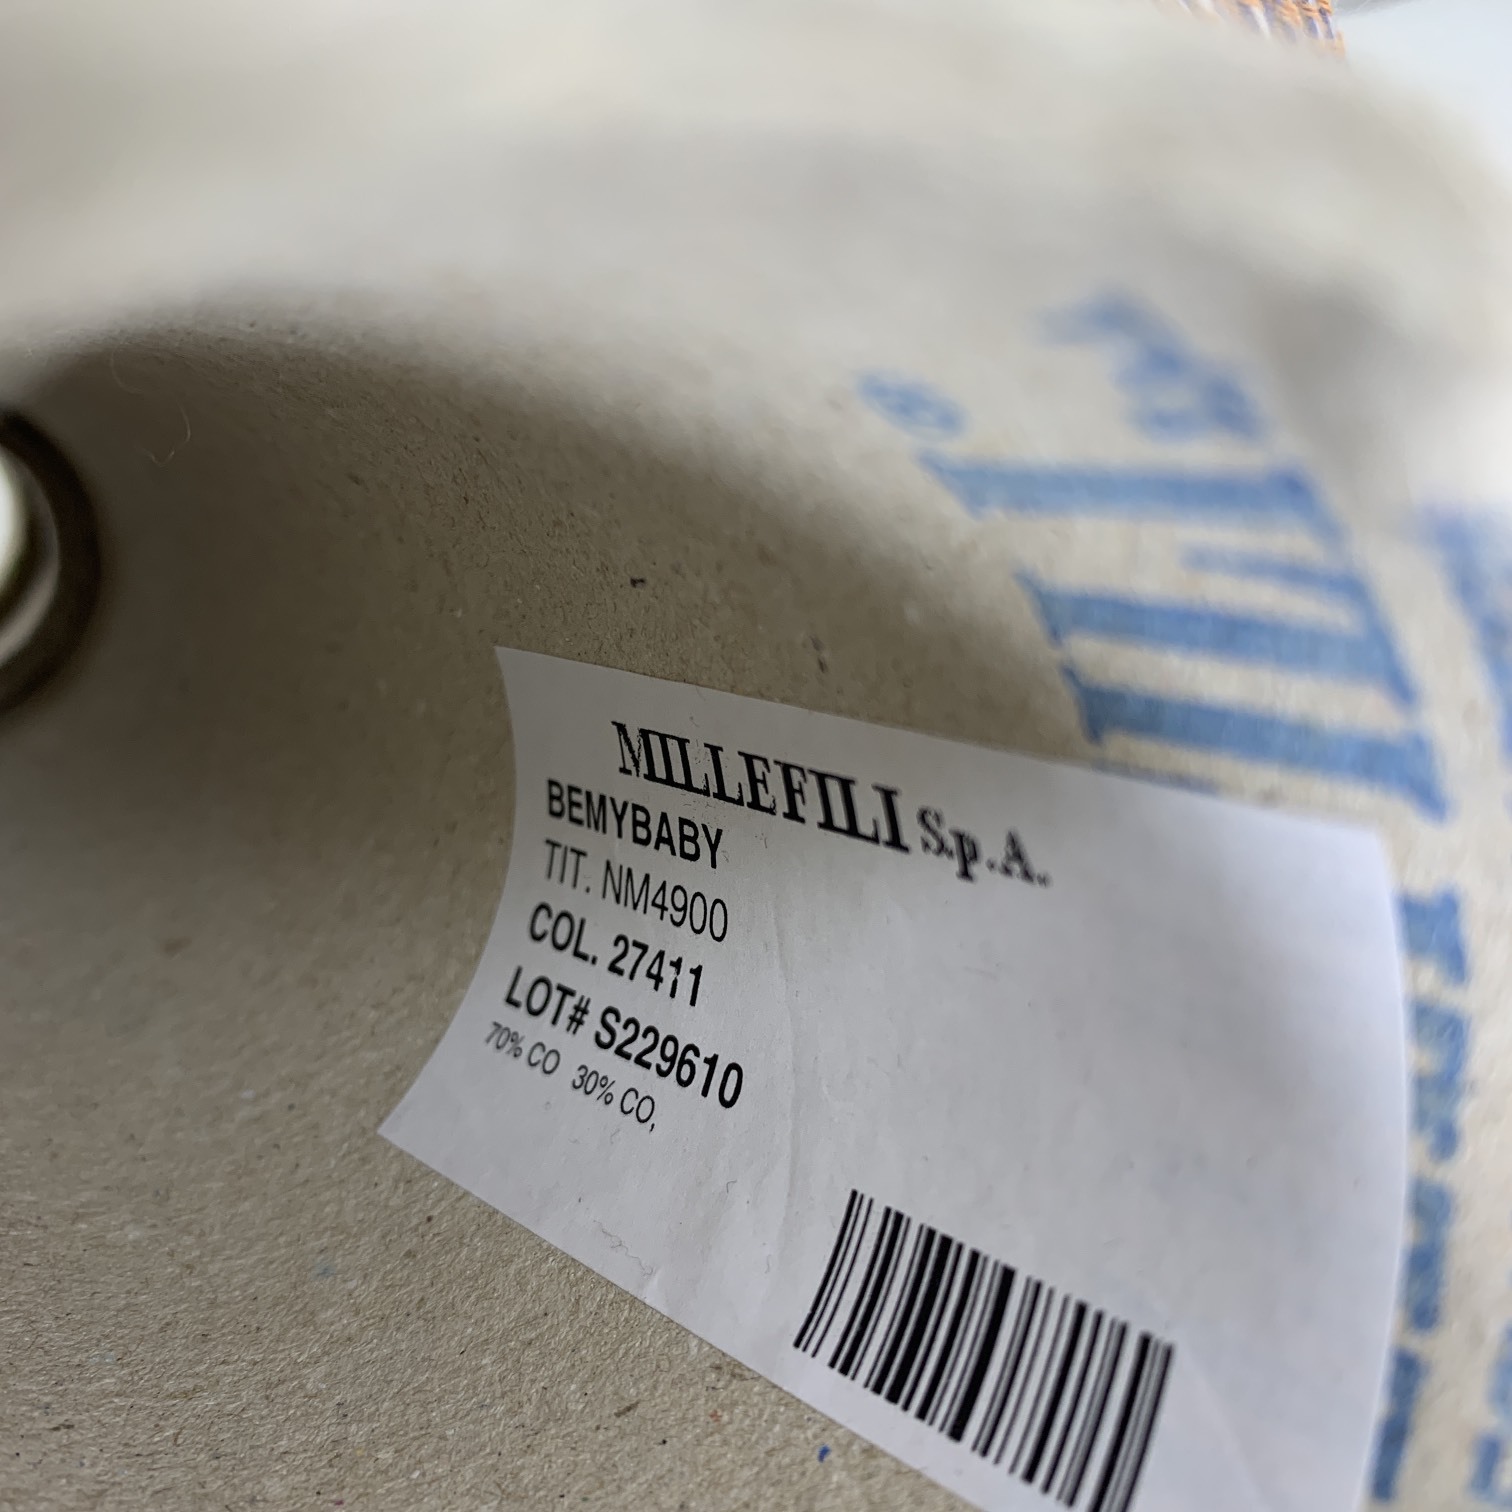 MILLEFILI S.p.A.
BEMYBABY
TIT. NM4900
COL. 27411
LOT# S229610
70% CO 30% CO,